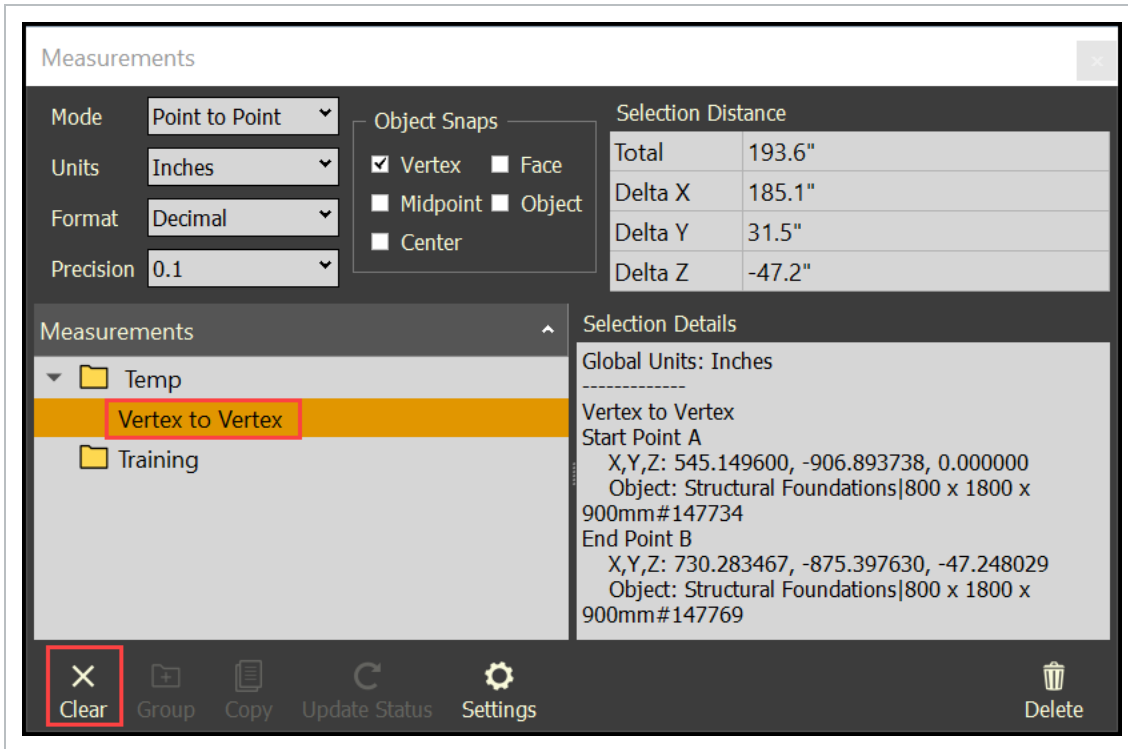 Measurements
Mode
Point to Point
Units
Inches
Format
Decimal
Precision
0.1
Object Snaps
Vertex
Face
Midpoint
Object
Center
Selection Distance
Total 193.6"
Delta X 185.1"
Delta Y 31.5"
Delta Z -47.2"
Measurements
Temp
Vertex to Vertex
Training
Selection Details
Global Units: Inches
-------------
Vertex to Vertex
Start Point A
X,Y,Z: 545.149600, -906.893738, 0.000000
Object: Structural Foundations|800 x 1800 x
900mm#147734
End Point B
X,Y,Z: 730.283467, -875.397630, -47.248029
Object: Structural Foundations|800 x 1800 x
900mm#147769
Clear
Group
Copy
Update Status
Settings
Delete